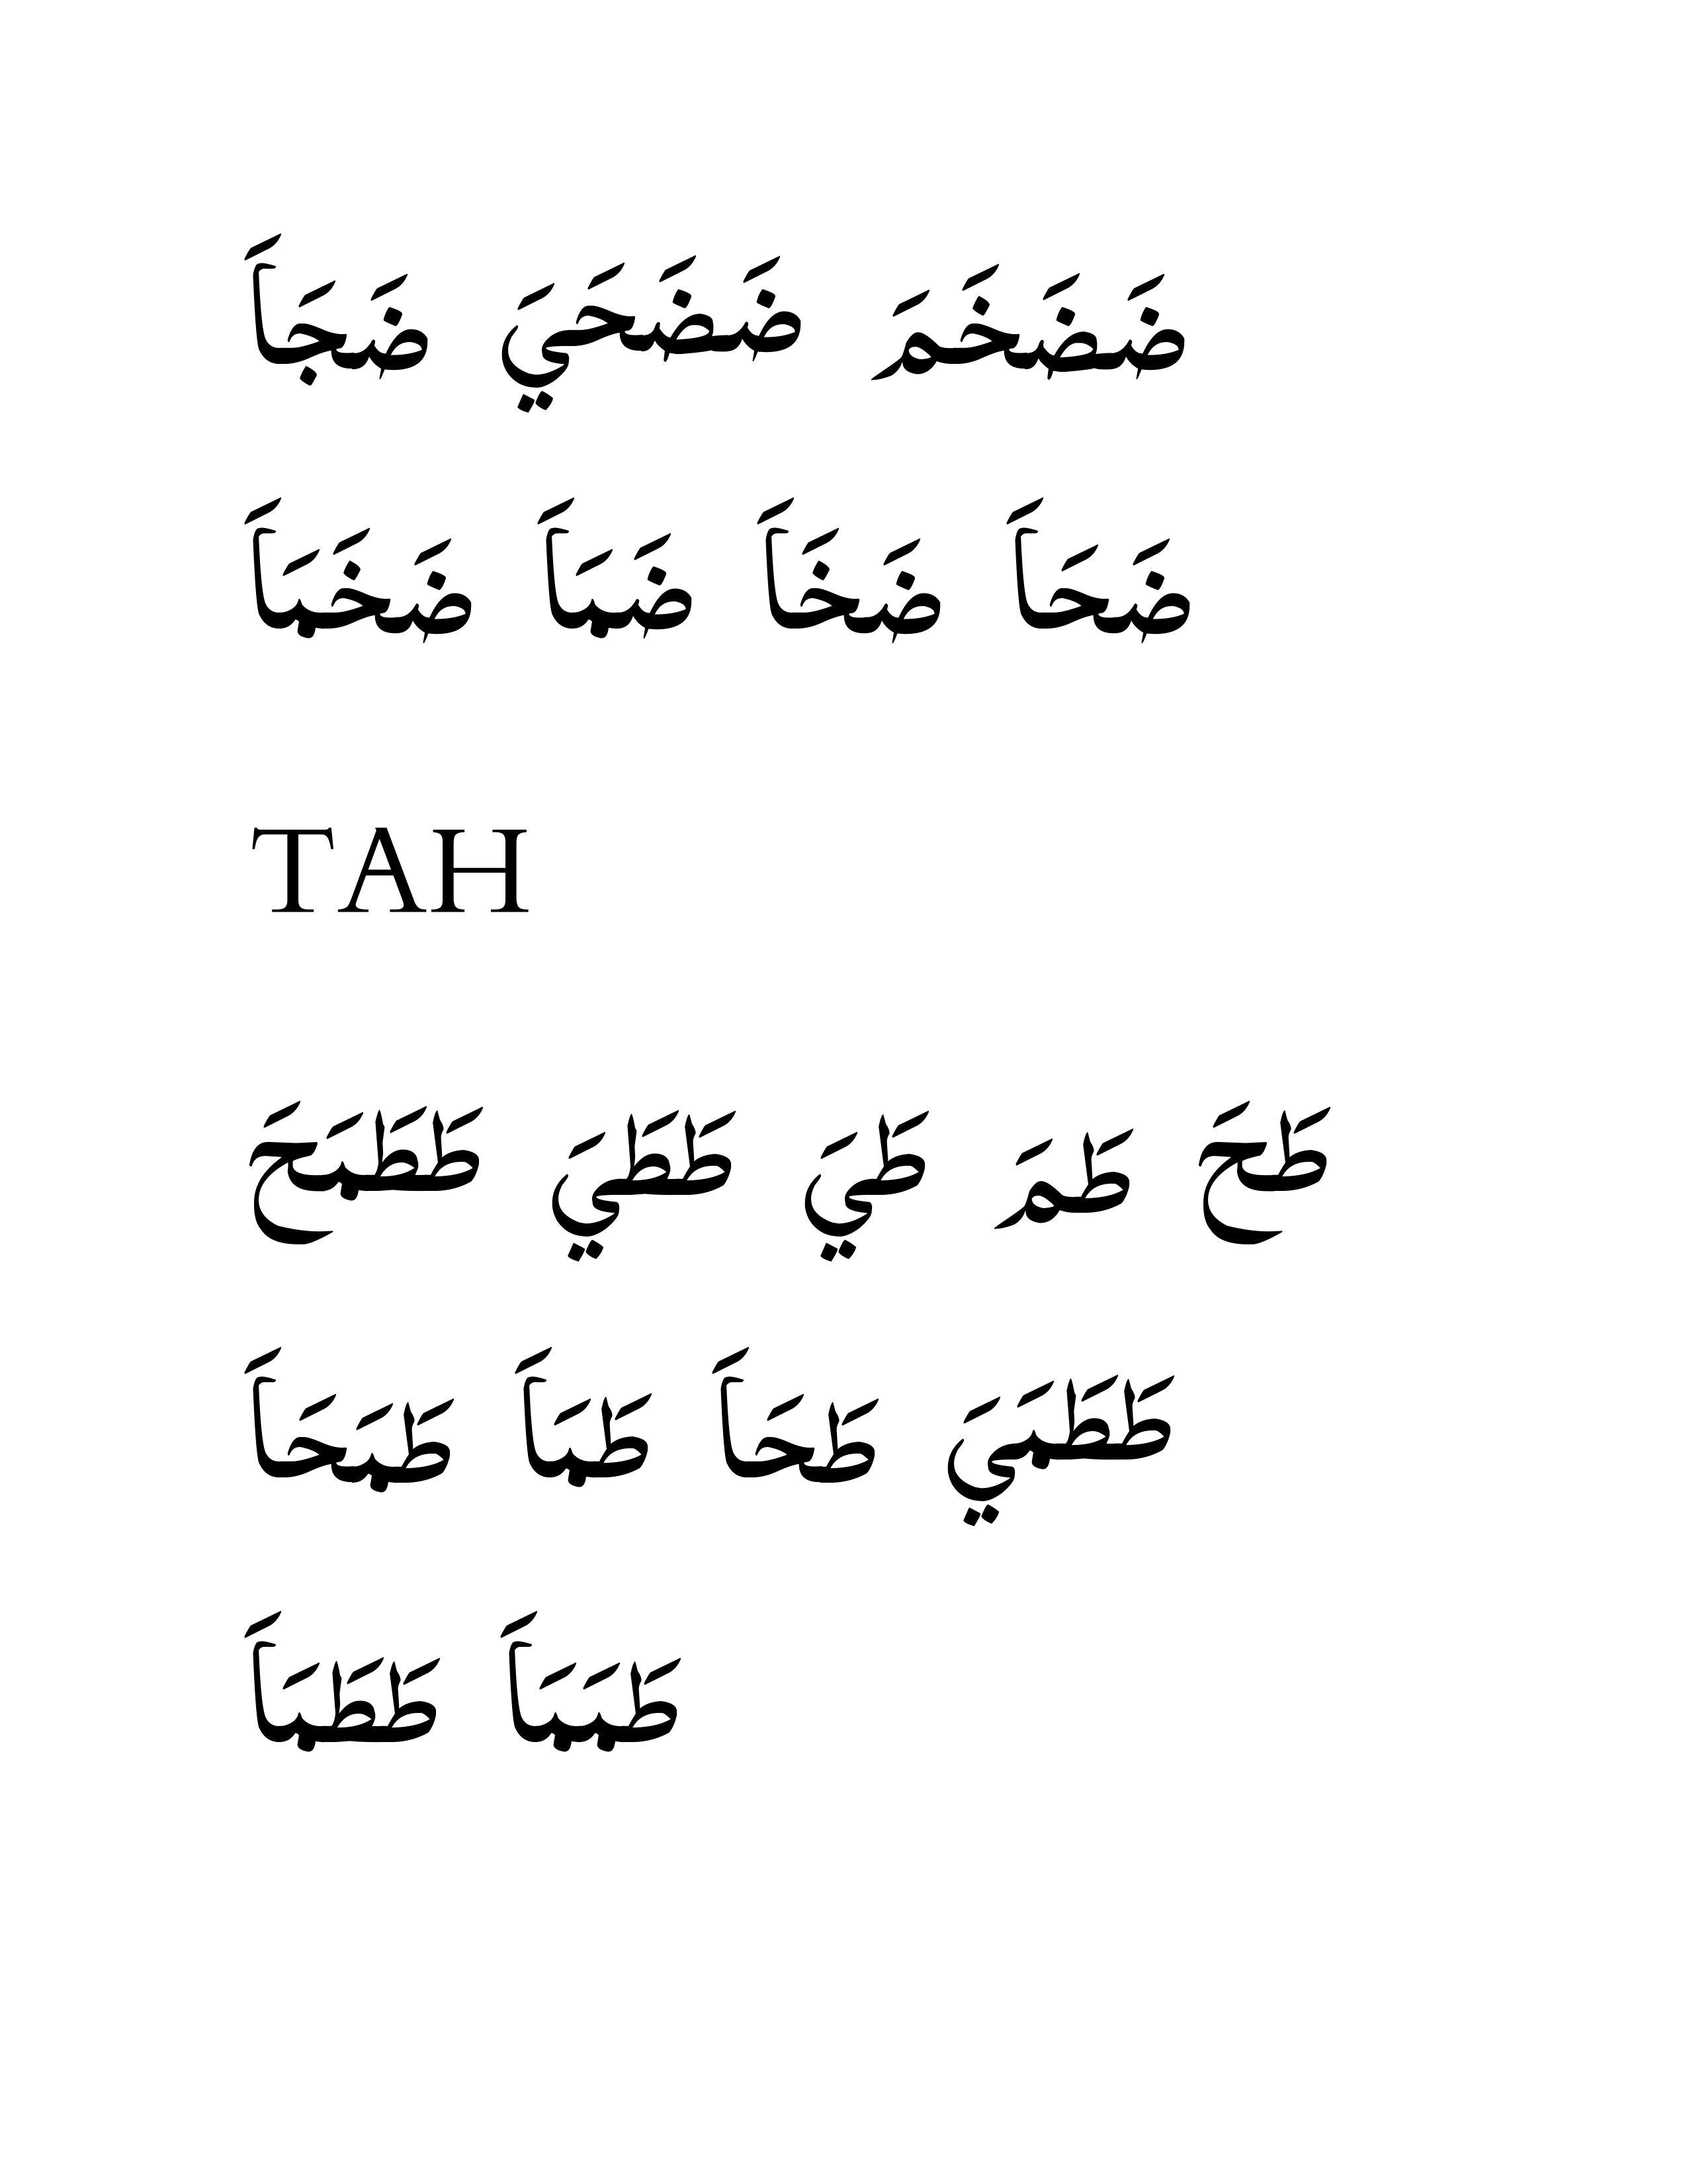 ضَضَخَمَ ضَضَحَيَ ضَجَاَ
ضَحَاَ ضَخَاَ ضَبَاَ ضَخَبَاَ
TAH
طَحَ طَمَ طَيَ طَطَيَ طَطَبَحَ
طَطَبَيَ طَحَاَ طَبَاَ طَبَحَاَ
طَبَبَاَ طَطَبَاَ